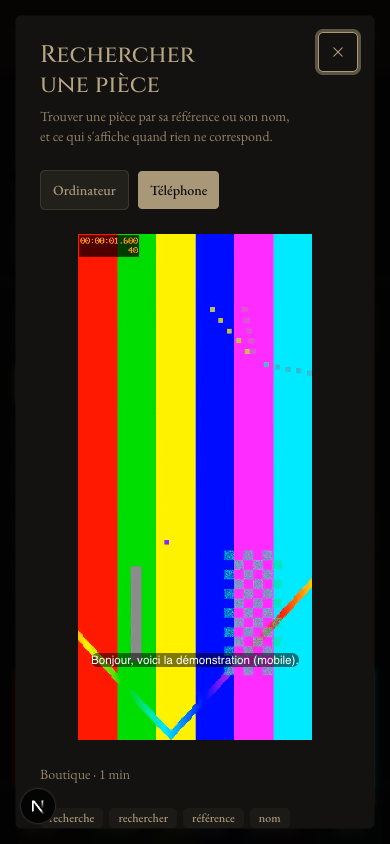 Rechercher
une pièce
Trouver une pièce par sa référence ou son nom,
et ce qui s'affiche quand rien ne correspond.
Ordinateur
Téléphone
00:00:01.600
40
Bonjour, voici la démonstration (mobile).
Boutique · 1 min
N
rechercher
référence
nom